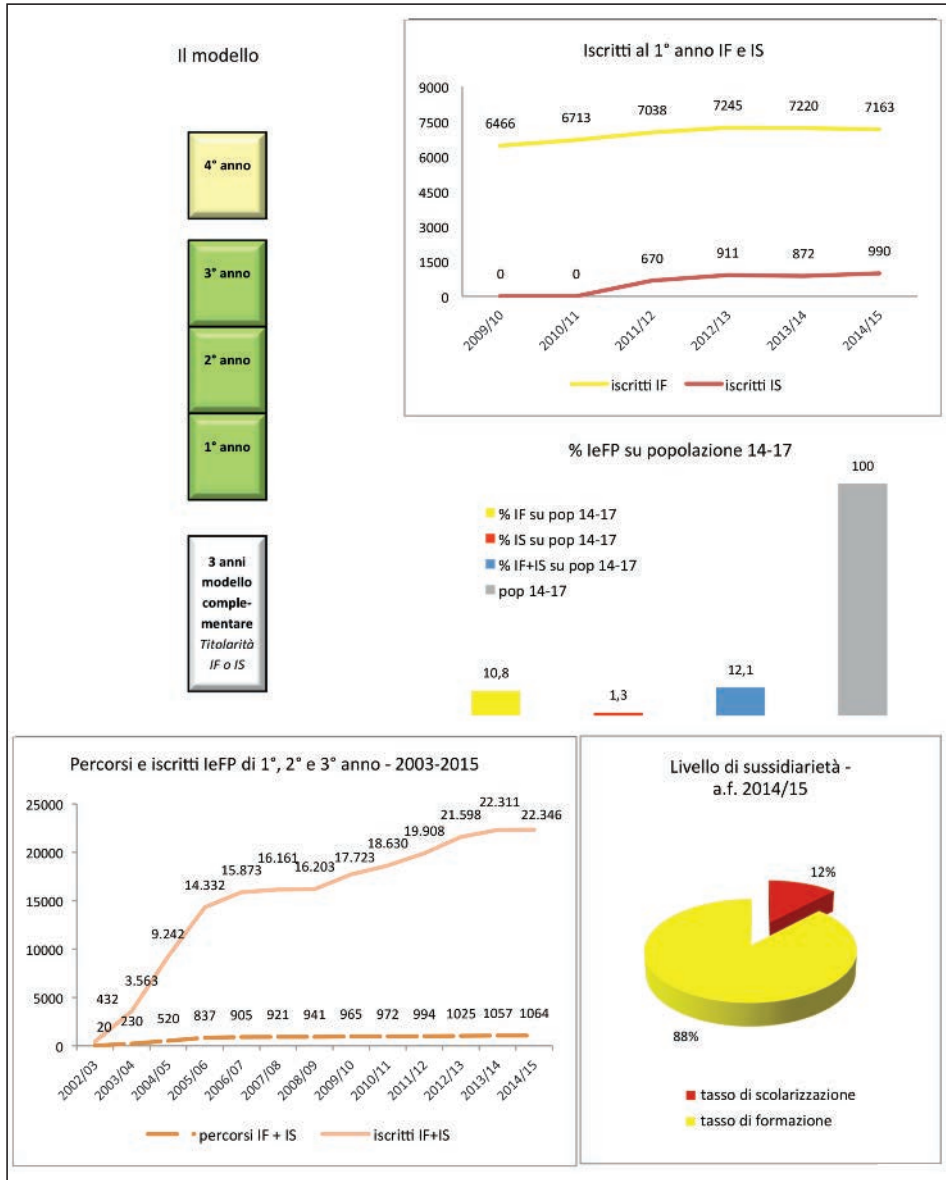 Il modello
4° anno
3° anno
2° anno
1° anno
3 anni
modello
comple-
mentare
Titolarità
IF o IS
Iscritti al 1° anno IF e IS
9000
7500
6000
4500
3000
1500
0
6466
6713
7038
7245
7220
7163
0
0
670
911
872
990
2009/10
2010/11
2011/12
2012/13
2013/14
2014/15
iscritti IF
iscritti IS
% IeFP su popolazione 14-17
% IF su pop 14-17
% IS su pop 14-17
% IF+IS su pop 14-17
pop 14-17
10,8
1,3
12,1
100
Percorsi e iscritti IeFP di 1°, 2° e 3° anno - 2003-2015
25000
20000
15000
10000
5000
0
432
3.563
9.242
14.332
15.873
16.161
16.203
17.723
18.630
19.908
21.598
22.311
22.346
20
230
520
837
905
921
941
965
972
994
1025
1057
1064
2002/03
2003/04
2004/05
2005/06
2006/07
2007/08
2008/09
2009/10
2010/11
2011/12
2012/13
2013/14
2014/15
percorsi IF + IS
iscritti IF+IS
Livello di sussidiarietà -
a.f. 2014/15
12%
88%
tasso di scolarizzazione
tasso di formazione